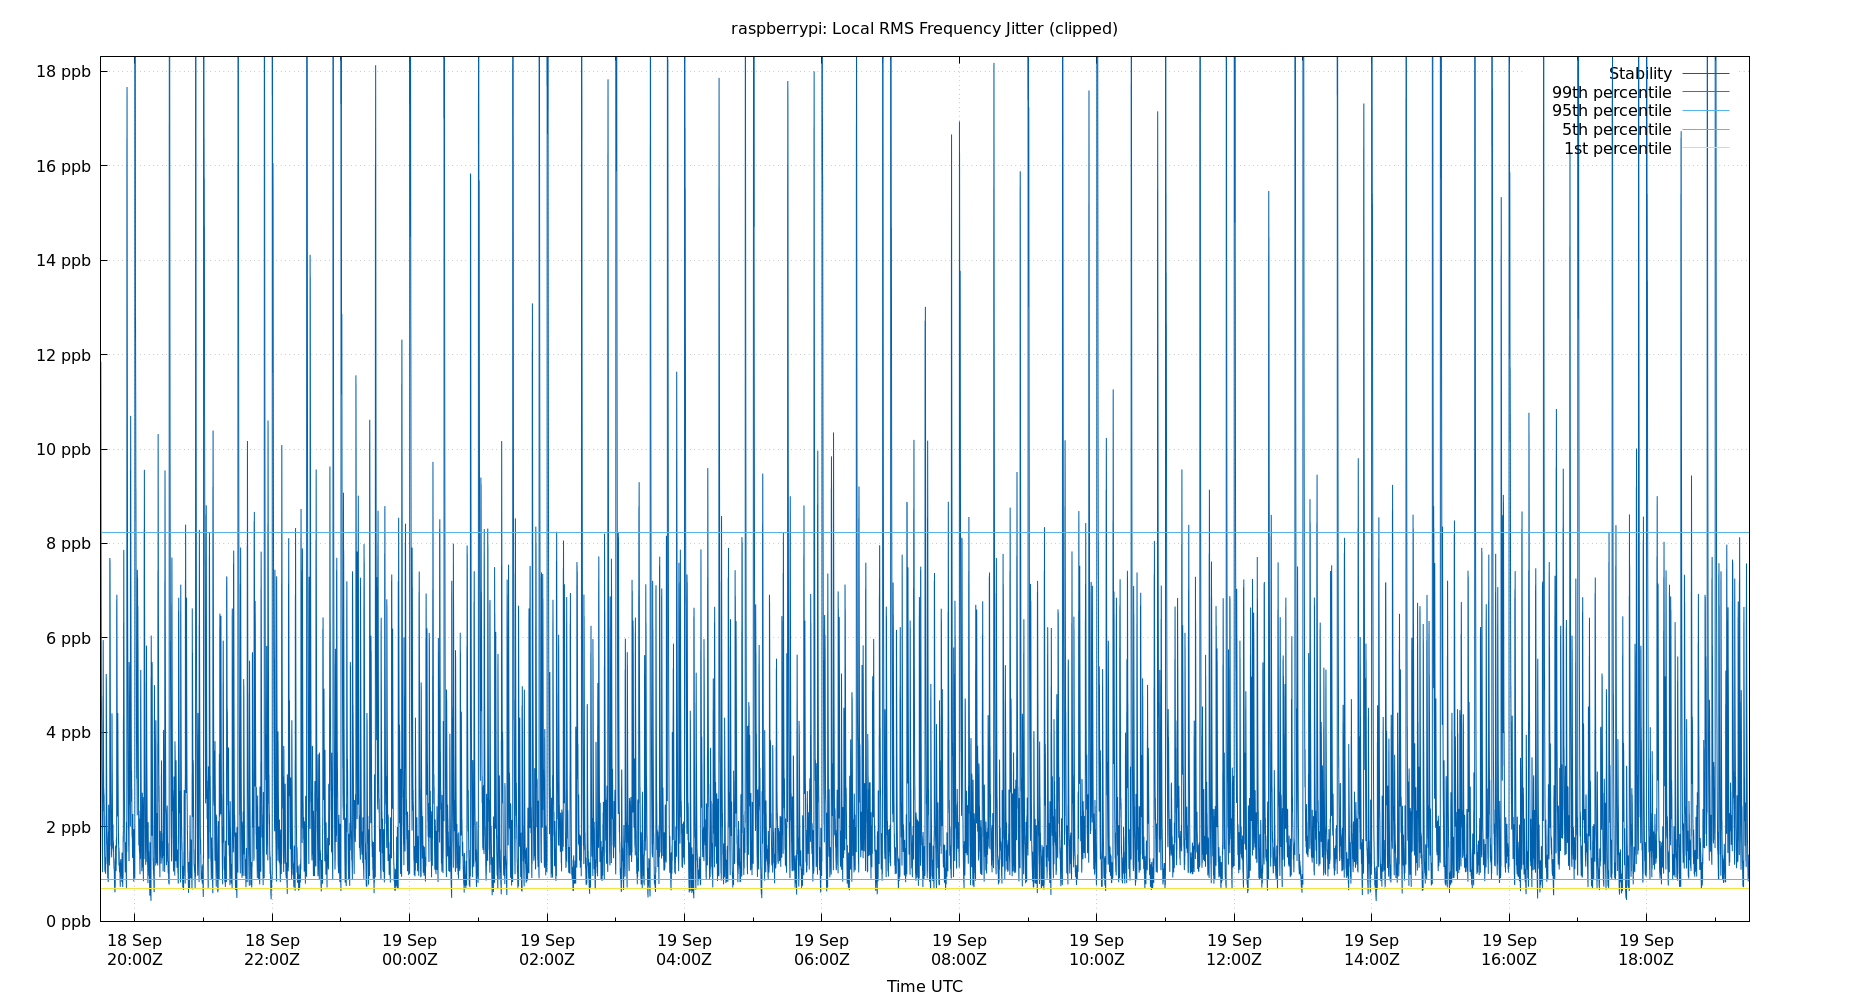 raspberrypi: Local RMS Frequency Jitter (clipped)
18 ppb
16 ppb
14 ppb
12 ppb
10 ppb
8 ppb
6 ppb
4 ppb
2 ppb
0 ppb
Stability
99th percentile
95th percentile
5th percentile
1st percentile
18 Sep 18 Sep 19 Sep 19 Sep 19 Sep 19 Sep 19 Sep 19 Sep 19 Sep 19 Sep 19 Sep 19 Sep
20:00Z 22:00Z 00:00Z 02:00Z 04:00Z 06:00Z 08:00Z 10:00Z 12:00Z 14:00Z 16:00Z 18:00Z
Time UTC